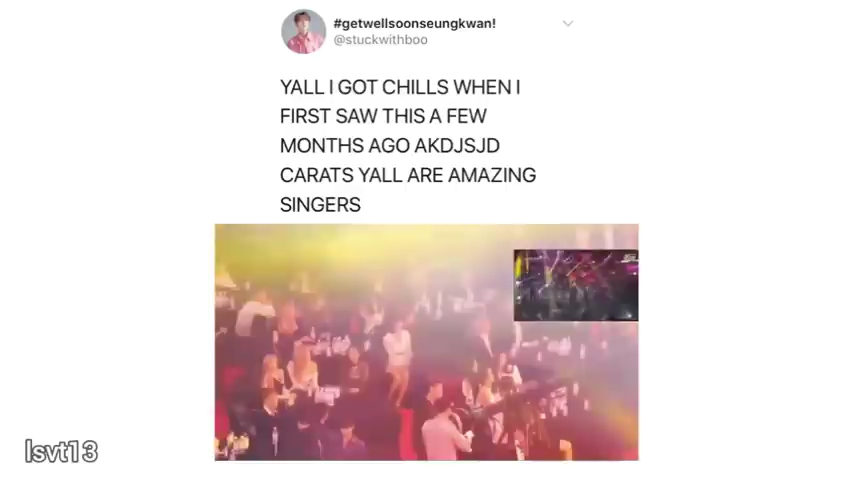 #getwellsoonseungkwan!
@stuckwithboo
YALL I GOT CHILLS WHEN I
FIRST SAW THIS A FEW
MONTHS AGO AKDJSJD
CARATS YALL ARE AMAZING
SINGERS
lsvt13